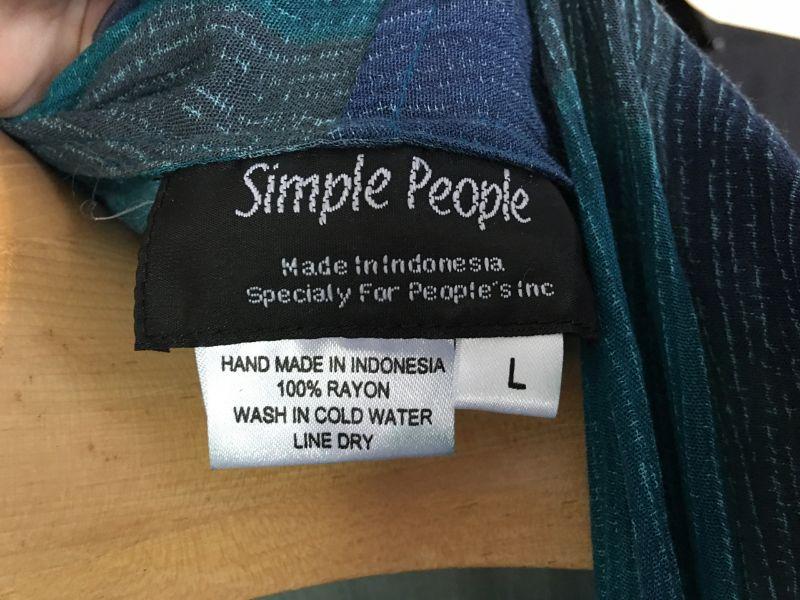 Simple People
Made In Indonesia
Specialy For People's Inc
HAND MADE IN INDONESIA
100% RAYON
WASH IN COLD WATER
LINE DRY
L